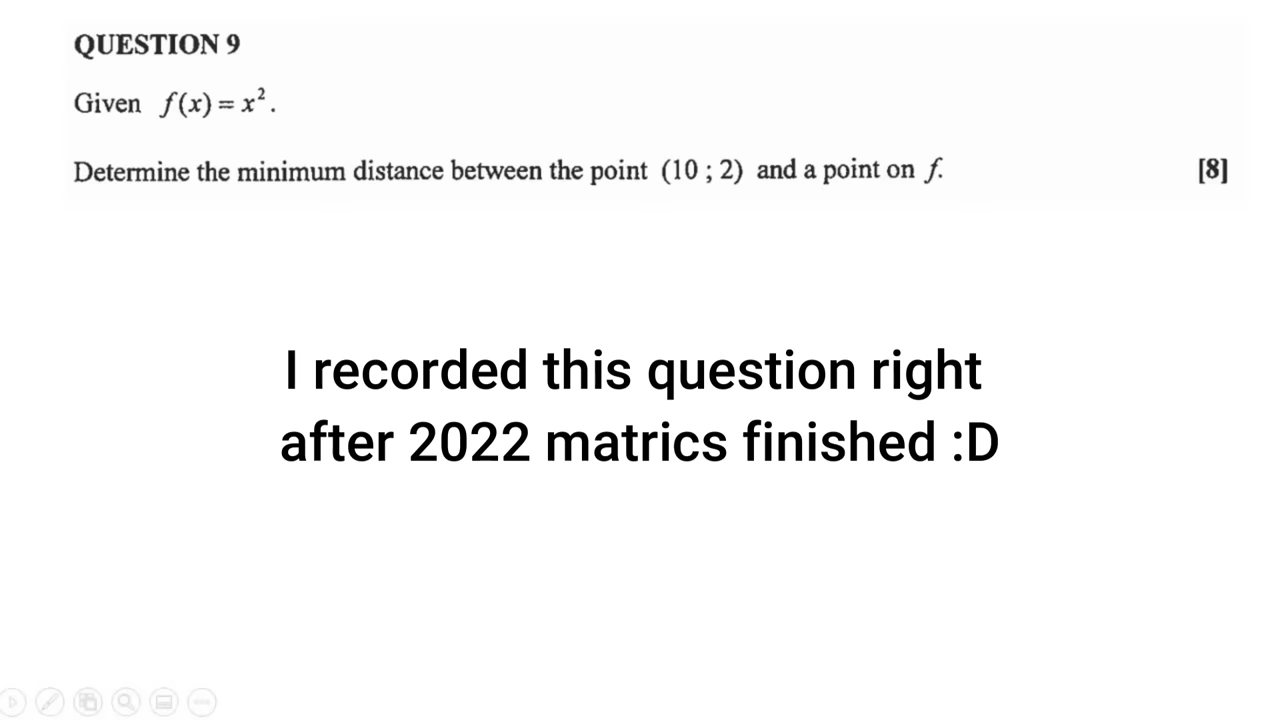 QUESTION 9
Given f(x) = x².
Determine the minimum distance between the point (10 ; 2) and a point on f. [8]
I recorded this question right
after 2022 matrics finished :D